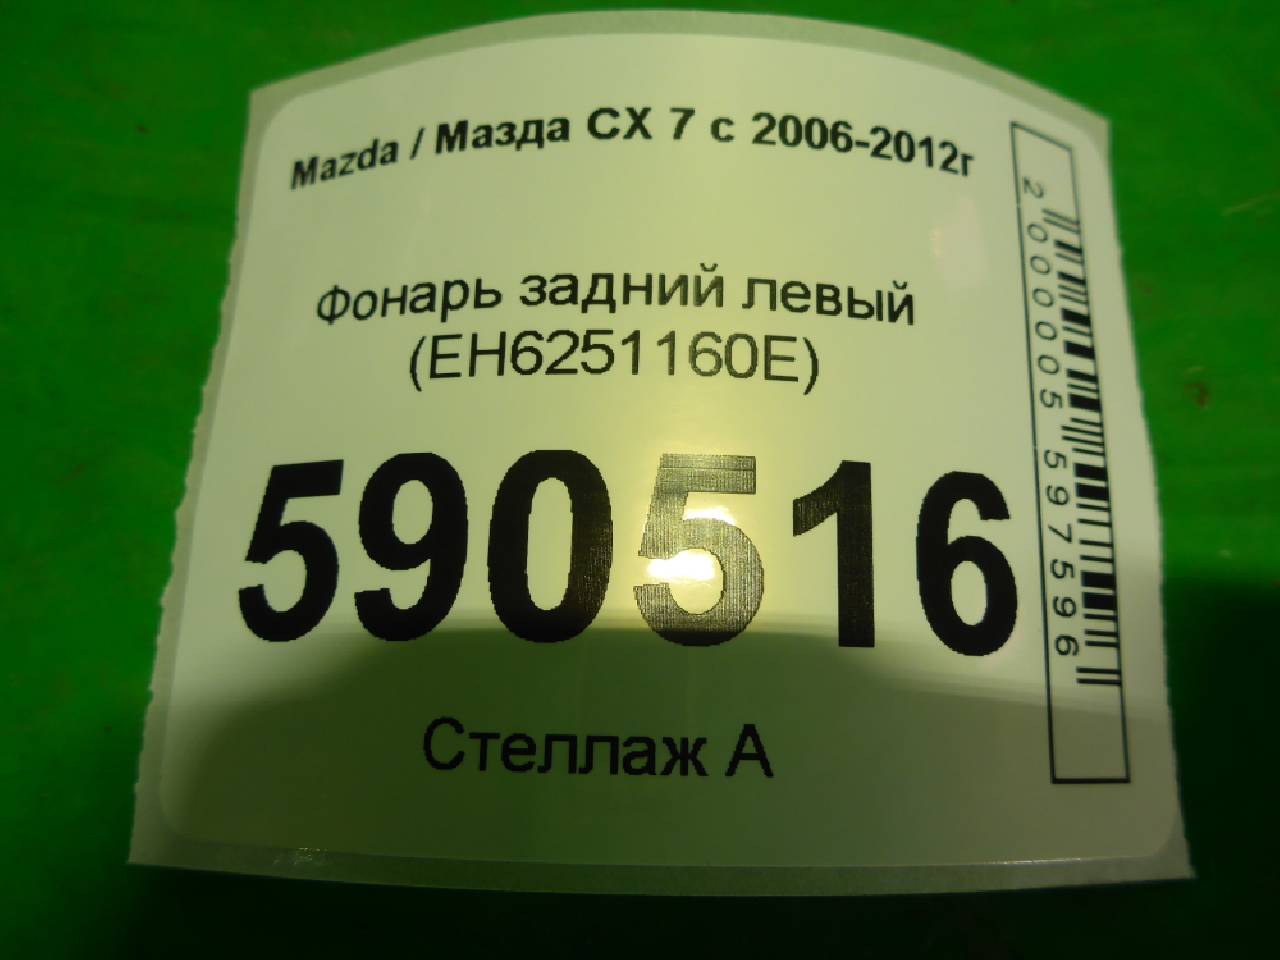 Mazda / Мазда CX 7 с 2006-2012г
Фонарь задний левый
(EH6251160E)
590516
Стеллаж А
2000005597596